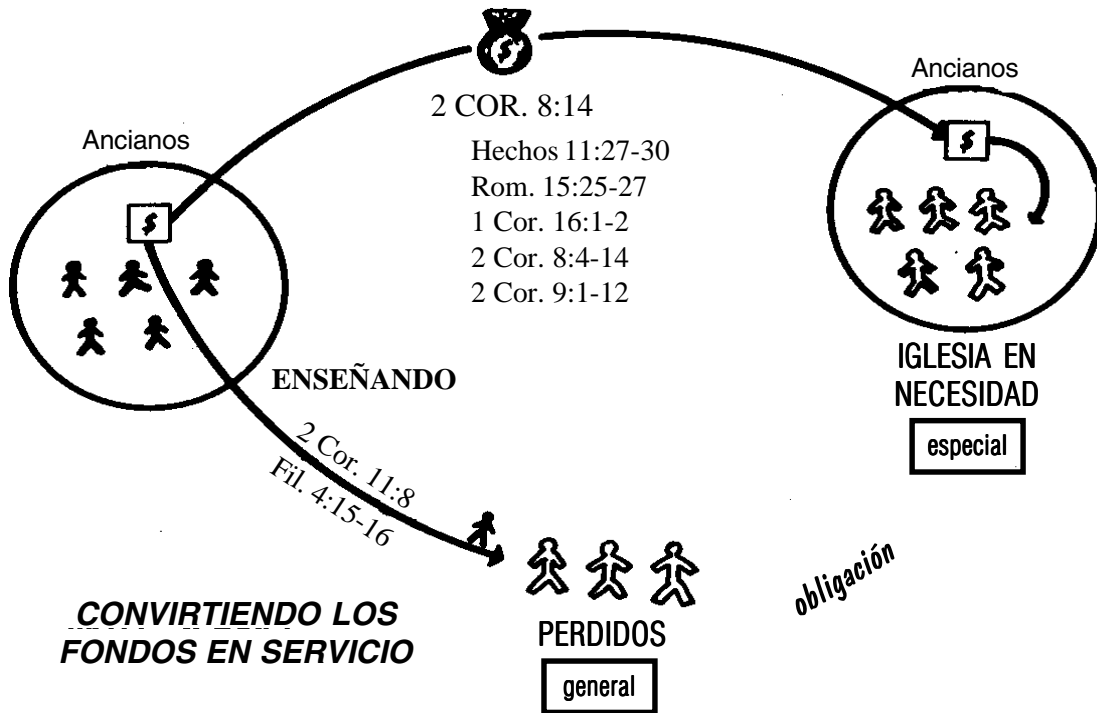 $
2 COR. 8:14
Hechos 11:27-30
Rom. 15:25-27
1 Cor. 16:1-2
2 Cor. 8:4-14
2 Cor. 9:1-12
Ancianos
$
Ancianos
$
IGLESIA EN
NECESIDAD
especial
ENSEÑANDO
2 Cor. 11:8
Fil. 4:15-16
CONVIRTIENDO LOS
FONDOS EN SERVICIO
PERDIDOS
general
obligación